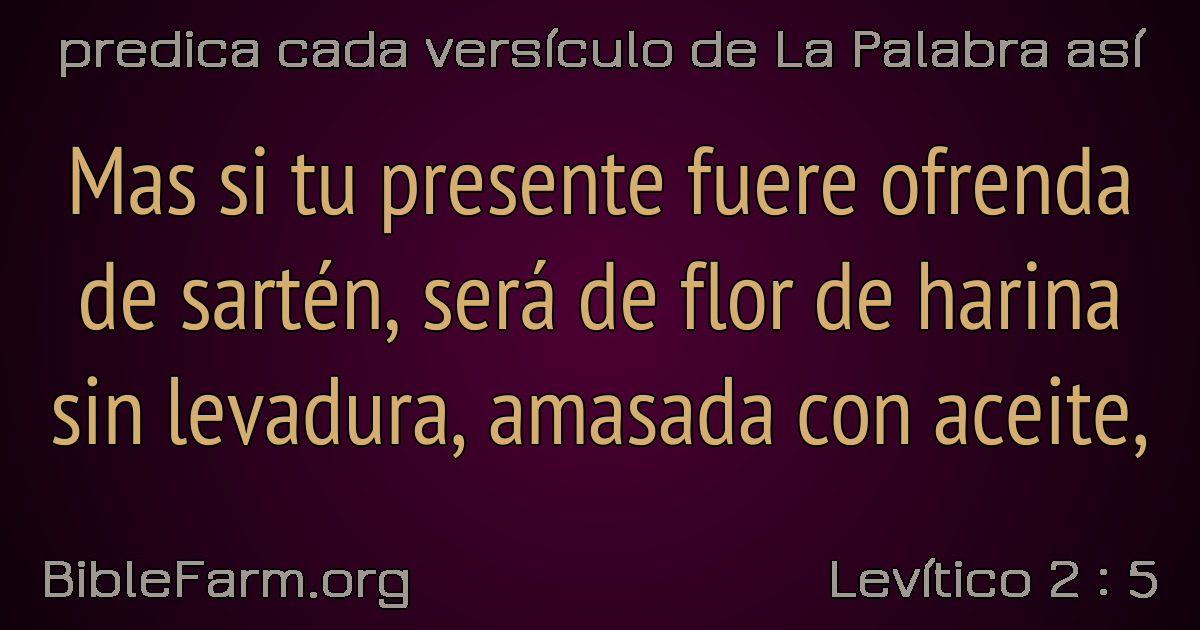 predica cada versículo de La Palabra así
Mas si tu presente fuere ofrenda
de sartén, será de flor de harina
sin levadura, amasada con aceite,
BibleFarm.org
Levítico 2 : 5